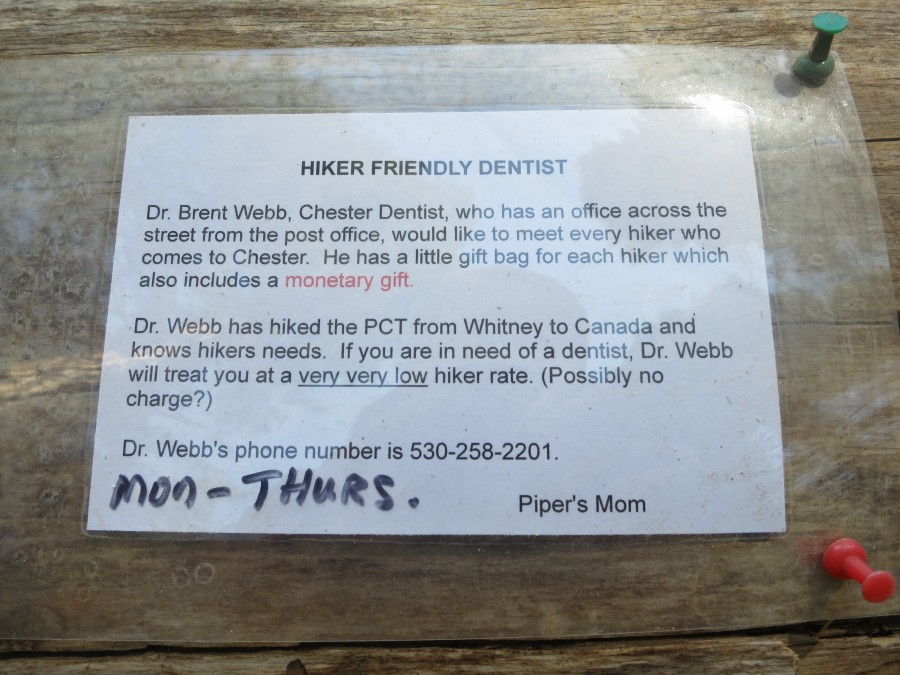 HIKER FRIENDLY DENTIST
Dr. Brent Webb, Chester Dentist, who has an office across the
street from the post office, would like to meet every hiker who
comes to Chester.  He has a little gift bag for each hiker which
also includes a monetary gift.
Dr. Webb has hiked the PCT from Whitney to Canada and
knows hikers needs.  If you are in need of a dentist, Dr. Webb
will treat you at a very very low hiker rate. (Possibly no
charge?)
Dr. Webb's phone number is 530-258-2201.
MON - THURS.
Piper's Mom